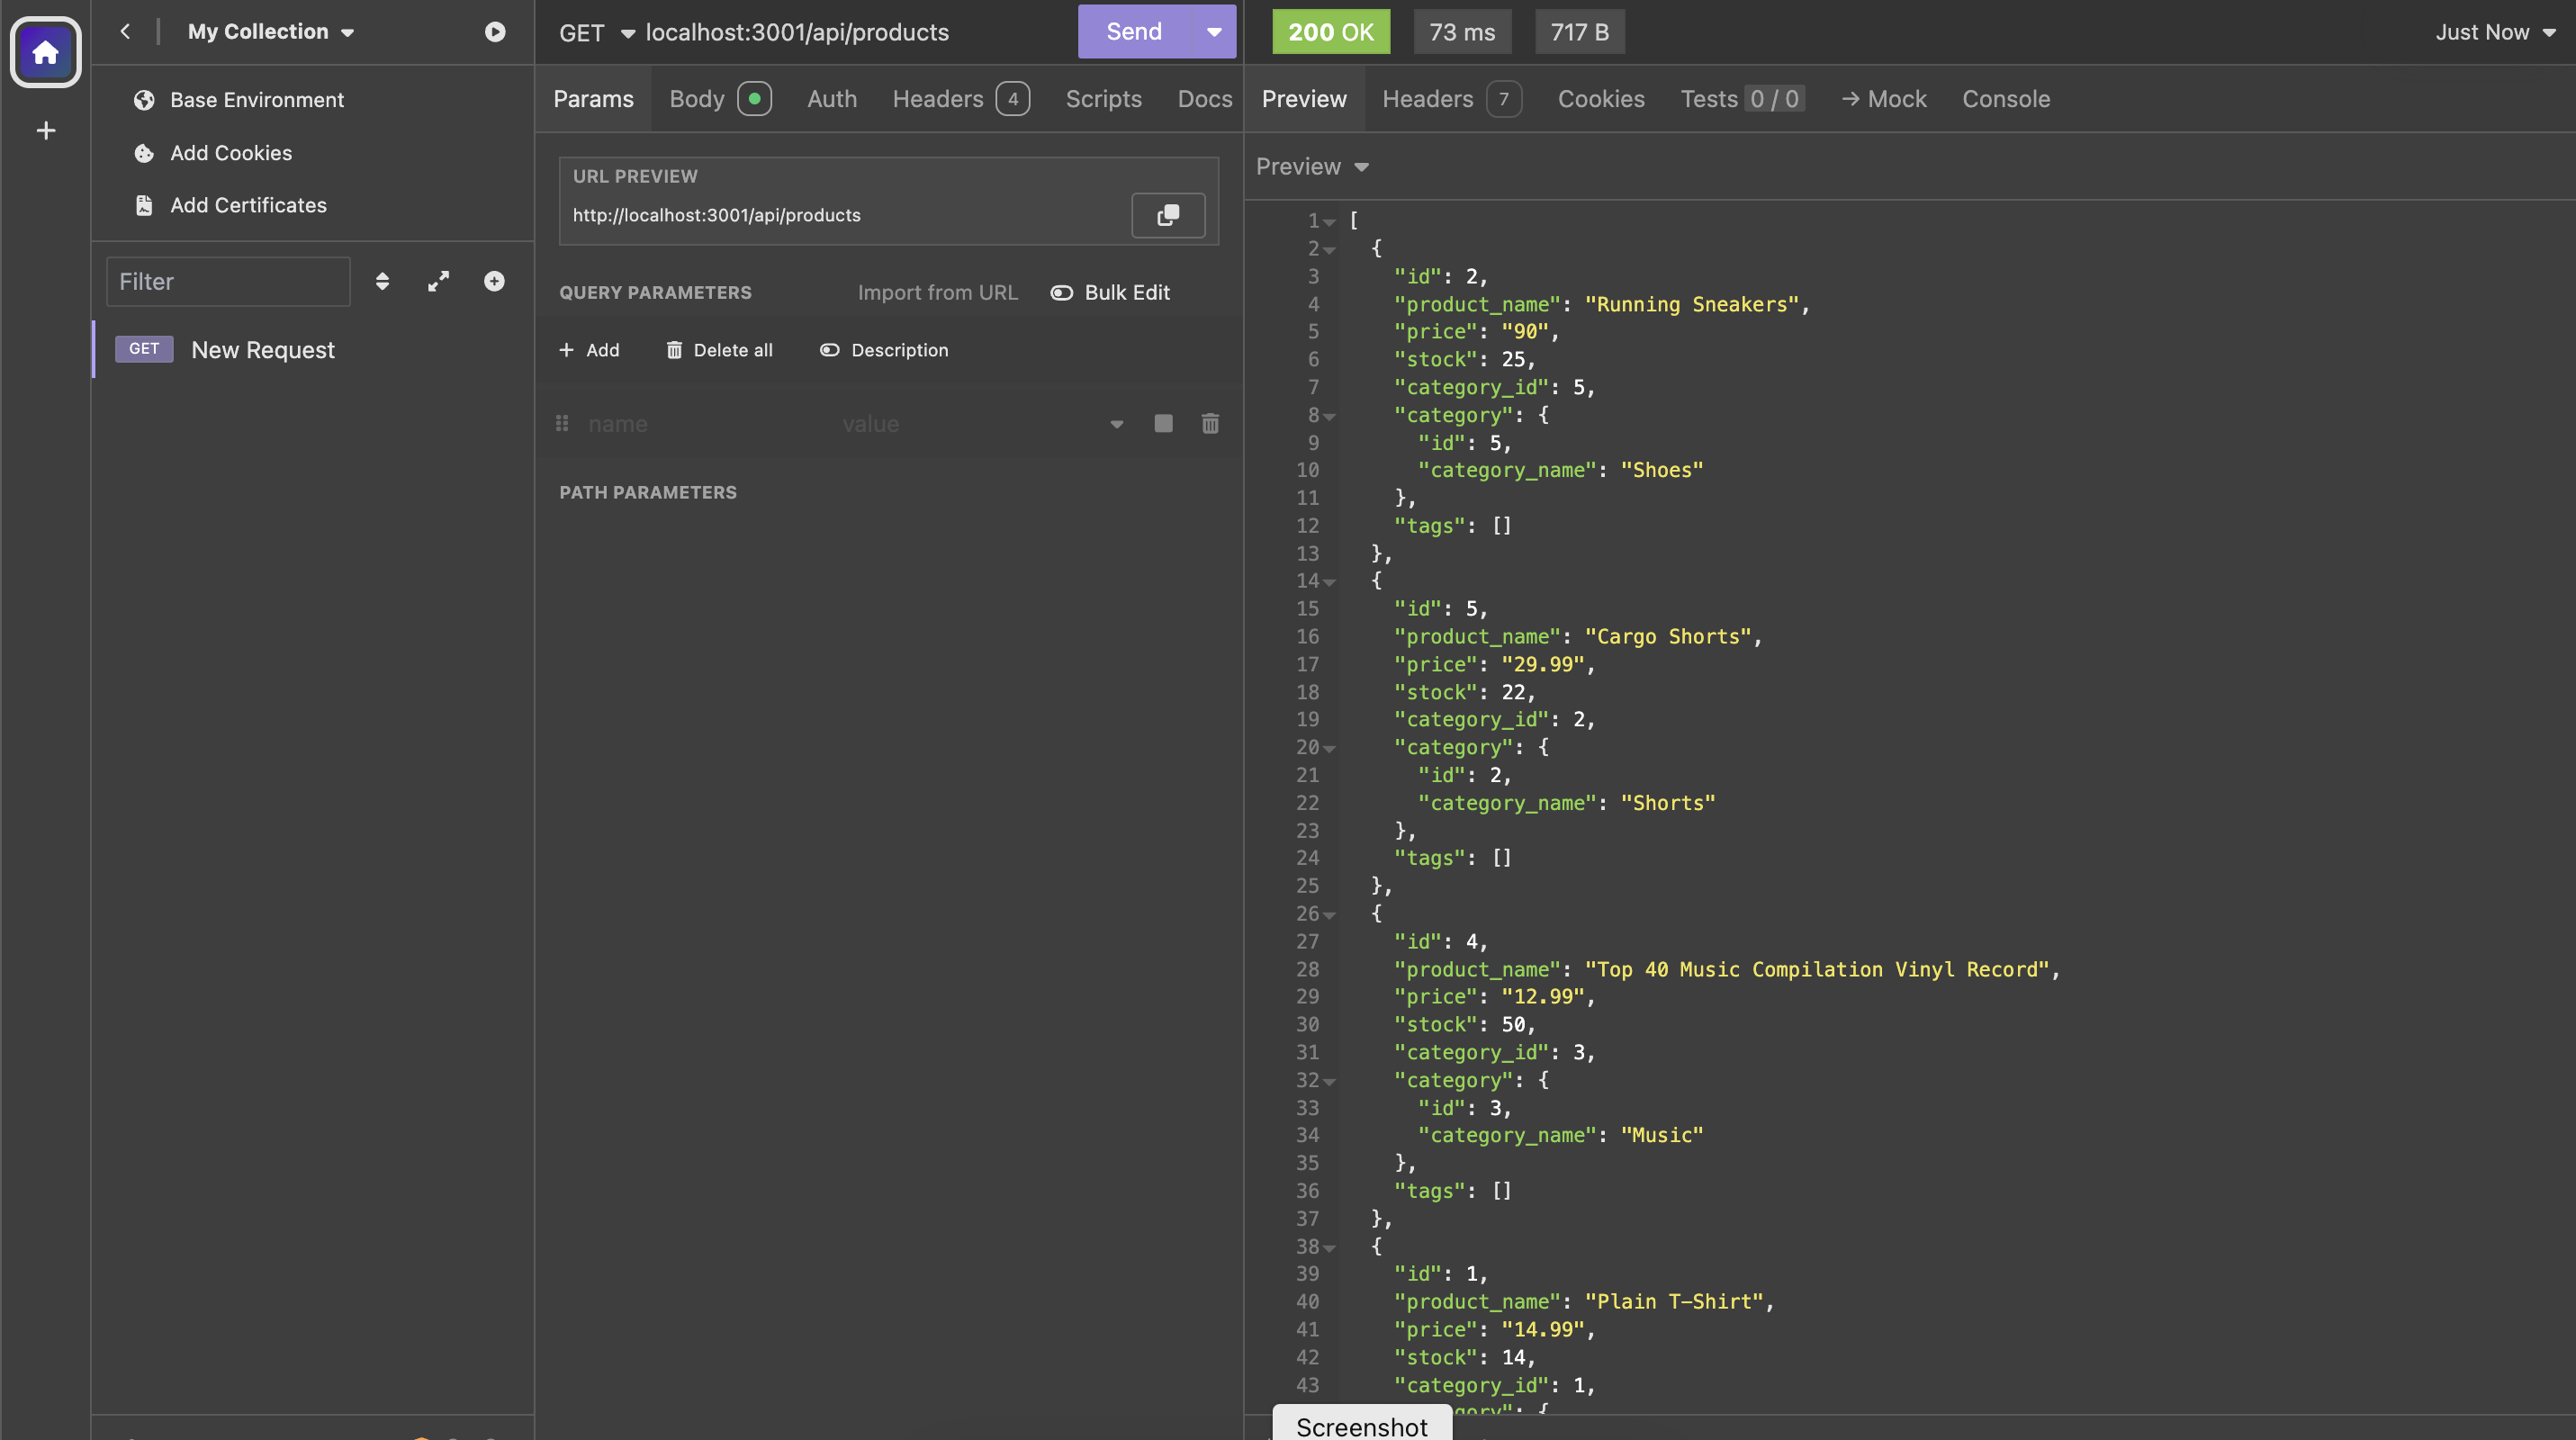 My Collection
Base Environment
Add Cookies
Add Certificates
Filter
GET New Request
GET localhost:3001/api/products Send
Params Body Auth Headers 4 Scripts Docs
URL PREVIEW
http://localhost:3001/api/products
QUERY PARAMETERS Import from URL Bulk Edit
+ Add Delete all Description
name value
PATH PARAMETERS
200 OK 73 ms 717 B Just Now
Preview Headers 7 Cookies Tests 0 / 0 → Mock Console
Preview
1 [
2 {
3 "id": 2,
4 "product_name": "Running Sneakers",
5 "price": "90",
6 "stock": 25,
7 "category_id": 5,
8 "category": {
9 "id": 5,
10 "category_name": "Shoes"
11 },
12 "tags": []
13 },
14 {
15 "id": 5,
16 "product_name": "Cargo Shorts",
17 "price": "29.99",
18 "stock": 22,
19 "category_id": 2,
20 "category": {
21 "id": 2,
22 "category_name": "Shorts"
23 },
24 "tags": []
25 },
26 {
27 "id": 4,
28 "product_name": "Top 40 Music Compilation Vinyl Record",
29 "price": "12.99",
30 "stock": 50,
31 "category_id": 3,
32 "category": {
33 "id": 3,
34 "category_name": "Music"
35 },
36 "tags": []
37 },
38 {
39 "id": 1,
40 "product_name": "Plain T-Shirt",
41 "price": "14.99",
42 "stock": 14,
43 "category_id": 1,
Screenshot